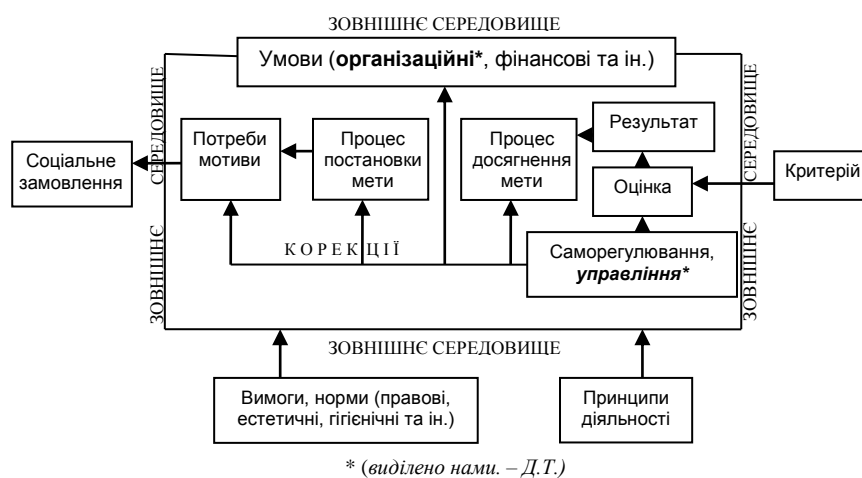 ЗОВНІШНЄ СЕРЕДОВИЩЕ
Умови (організаційні*, фінансові та ін.)
СЕРЕДОВИЩЕ
ЗОВНІШНЄ
Соціальне
замовлення
Потреби
мотиви
Процес
постановки
мети
Процес
досягнення
мети
Результат
Оцінка
СЕРЕДОВИЩЕ
ЗОВНІШНЄ
Критерій
К О Р Е К Ц І Ї
Саморегулювання,
управління*
ЗОВНІШНЄ СЕРЕДОВИЩЕ
Вимоги, норми (правові,
естетичні, гігієнічні та ін.)
Принципи
діяльності
* (виділено нами. – Д.Т.)